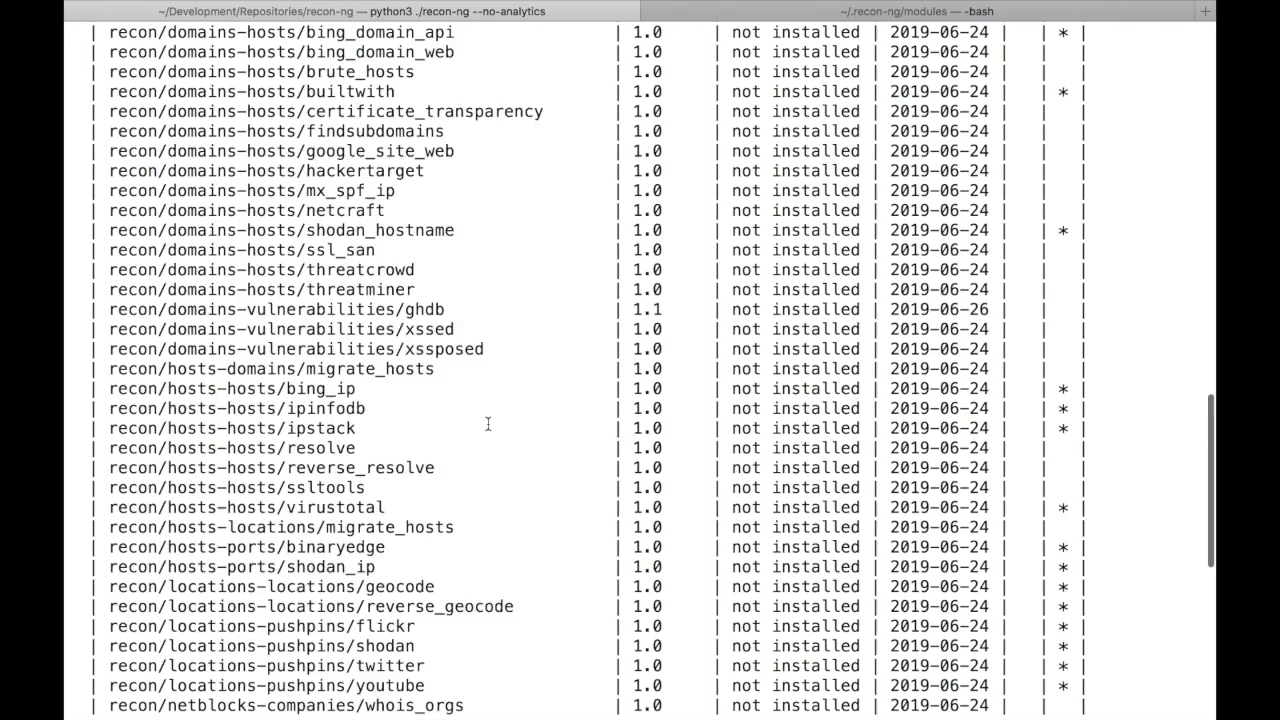 ~/Development/Repositories/recon-ng — python3 ./recon-ng --no-analytics ~/.recon-ng/modules — -bash +
| recon/domains-hosts/bing_domain_api | 1.0 | not installed | 2019-06-24 | | * |
| recon/domains-hosts/bing_domain_web | 1.0 | not installed | 2019-06-24 | | |
| recon/domains-hosts/brute_hosts | 1.0 | not installed | 2019-06-24 | | |
| recon/domains-hosts/builtwith | 1.0 | not installed | 2019-06-24 | | * |
| recon/domains-hosts/certificate_transparency | 1.0 | not installed | 2019-06-24 | | |
| recon/domains-hosts/findsubdomains | 1.0 | not installed | 2019-06-24 | | |
| recon/domains-hosts/google_site_web | 1.0 | not installed | 2019-06-24 | | |
| recon/domains-hosts/hackertarget | 1.0 | not installed | 2019-06-24 | | |
| recon/domains-hosts/mx_spf_ip | 1.0 | not installed | 2019-06-24 | | |
| recon/domains-hosts/netcraft | 1.0 | not installed | 2019-06-24 | | |
| recon/domains-hosts/shodan_hostname | 1.0 | not installed | 2019-06-24 | | * |
| recon/domains-hosts/ssl_san | 1.0 | not installed | 2019-06-24 | | |
| recon/domains-hosts/threatcrowd | 1.0 | not installed | 2019-06-24 | | |
| recon/domains-hosts/threatminer | 1.0 | not installed | 2019-06-24 | | |
| recon/domains-vulnerabilities/ghdb | 1.1 | not installed | 2019-06-26 | | |
| recon/domains-vulnerabilities/xssed | 1.0 | not installed | 2019-06-24 | | |
| recon/domains-vulnerabilities/xssposed | 1.0 | not installed | 2019-06-24 | | |
| recon/hosts-domains/migrate_hosts | 1.0 | not installed | 2019-06-24 | | |
| recon/hosts-hosts/bing_ip | 1.0 | not installed | 2019-06-24 | | * |
| recon/hosts-hosts/ipinfodb | 1.0 | not installed | 2019-06-24 | | * |
| recon/hosts-hosts/ipstack | 1.0 | not installed | 2019-06-24 | | * |
| recon/hosts-hosts/resolve | 1.0 | not installed | 2019-06-24 | | |
| recon/hosts-hosts/reverse_resolve | 1.0 | not installed | 2019-06-24 | | |
| recon/hosts-hosts/ssltools | 1.0 | not installed | 2019-06-24 | | |
| recon/hosts-hosts/virustotal | 1.0 | not installed | 2019-06-24 | | * |
| recon/hosts-locations/migrate_hosts | 1.0 | not installed | 2019-06-24 | | |
| recon/hosts-ports/binaryedge | 1.0 | not installed | 2019-06-24 | | * |
| recon/hosts-ports/shodan_ip | 1.0 | not installed | 2019-06-24 | | * |
| recon/locations-locations/geocode | 1.0 | not installed | 2019-06-24 | | * |
| recon/locations-locations/reverse_geocode | 1.0 | not installed | 2019-06-24 | | * |
| recon/locations-pushpins/flickr | 1.0 | not installed | 2019-06-24 | | * |
| recon/locations-pushpins/shodan | 1.0 | not installed | 2019-06-24 | | * |
| recon/locations-pushpins/twitter | 1.0 | not installed | 2019-06-24 | | * |
| recon/locations-pushpins/youtube | 1.0 | not installed | 2019-06-24 | | * |
| recon/netblocks-companies/whois_orgs | 1.0 | not installed | 2019-06-24 | | |